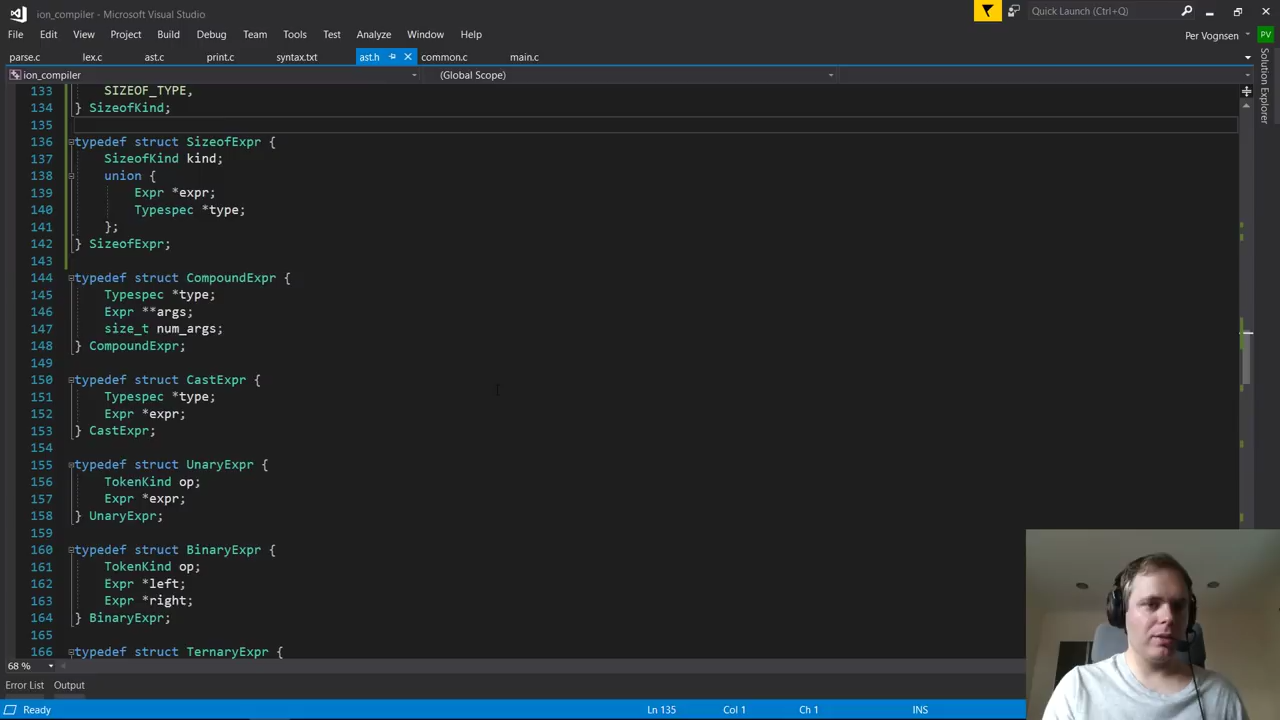 ion_compiler - Microsoft Visual Studio
Quick Launch (Ctrl+Q)
File Edit View Project Build Debug Team Tools Test Analyze Window Help
Per Vognsen PV
parse.c lex.c ast.c print.c syntax.txt ast.h common.c main.c
Solution Explorer
ion_compiler (Global Scope)
133 SIZEOF_TYPE,
134 } SizeofKind;
135
136 typedef struct SizeofExpr {
137 SizeofKind kind;
138 union {
139 Expr *expr;
140 Typespec *type;
141 };
142 } SizeofExpr;
143
144 typedef struct CompoundExpr {
145 Typespec *type;
146 Expr **args;
147 size_t num_args;
148 } CompoundExpr;
149
150 typedef struct CastExpr {
151 Typespec *type;
152 Expr *expr;
153 } CastExpr;
154
155 typedef struct UnaryExpr {
156 TokenKind op;
157 Expr *expr;
158 } UnaryExpr;
159
160 typedef struct BinaryExpr {
161 TokenKind op;
162 Expr *left;
163 Expr *right;
164 } BinaryExpr;
165
166 typedef struct TernaryExpr {
68 %
Error List Output
Ready Ln 135 Col 1 Ch 1 INS